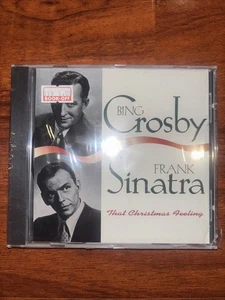 BING
Crosby
FRANK
Sinatra
That Christmas Feeling